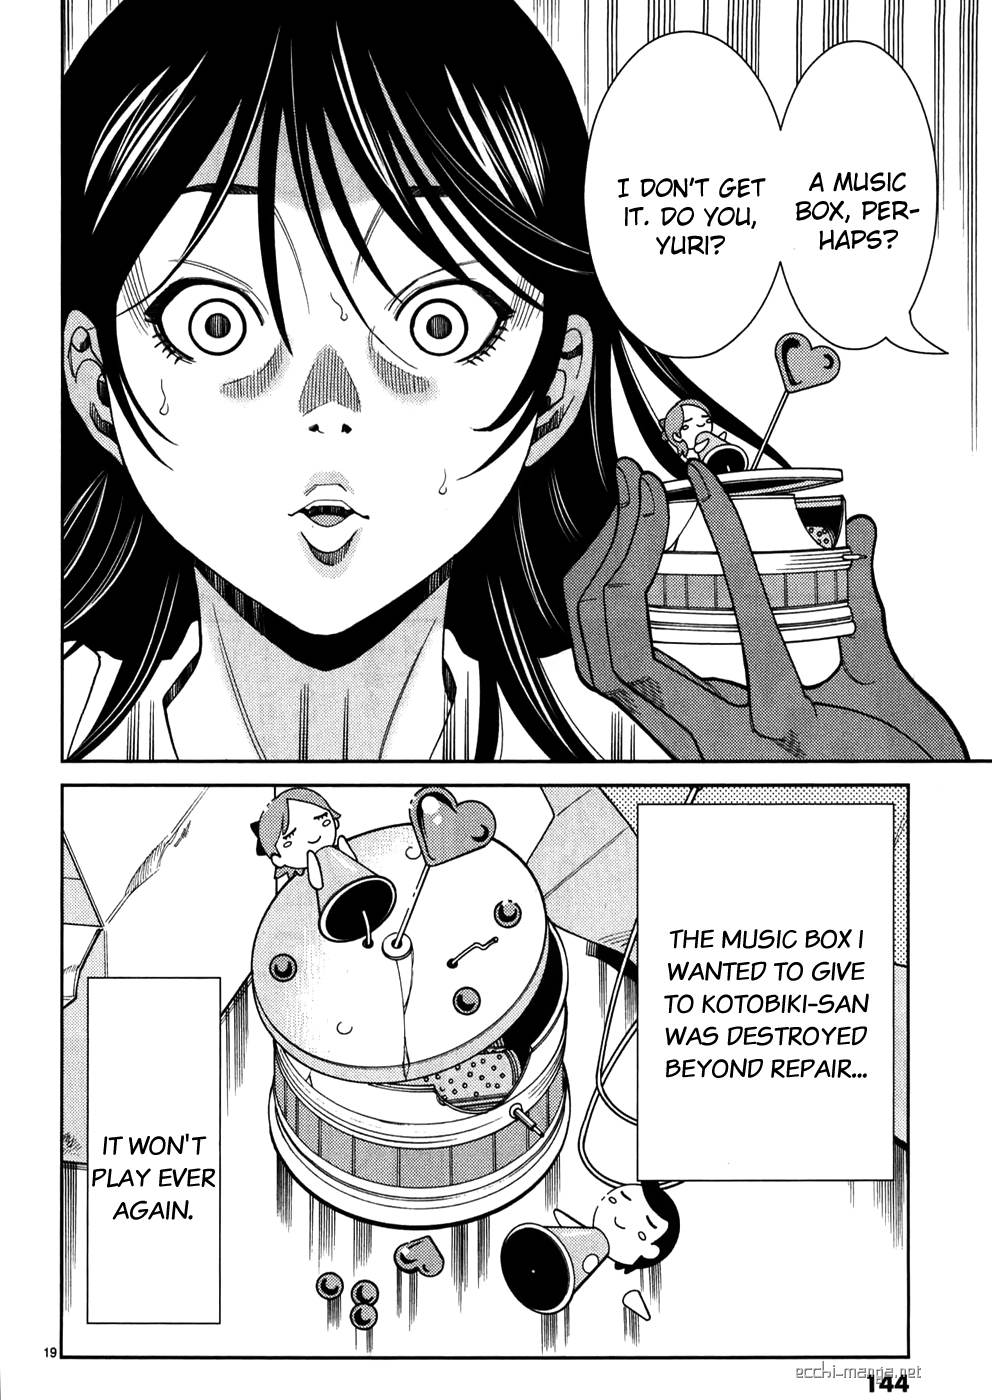 A MUSIC
BOX, PER-
HAPS?
I DON'T GET
IT. DO YOU,
YURI?
THE MUSIC BOX I
WANTED TO GIVE
TO KOTOBIKI-SAN
WAS DESTROYED
BEYOND REPAIR...
IT WON'T
PLAY EVER
AGAIN.
19
ecchi-manga.net
144